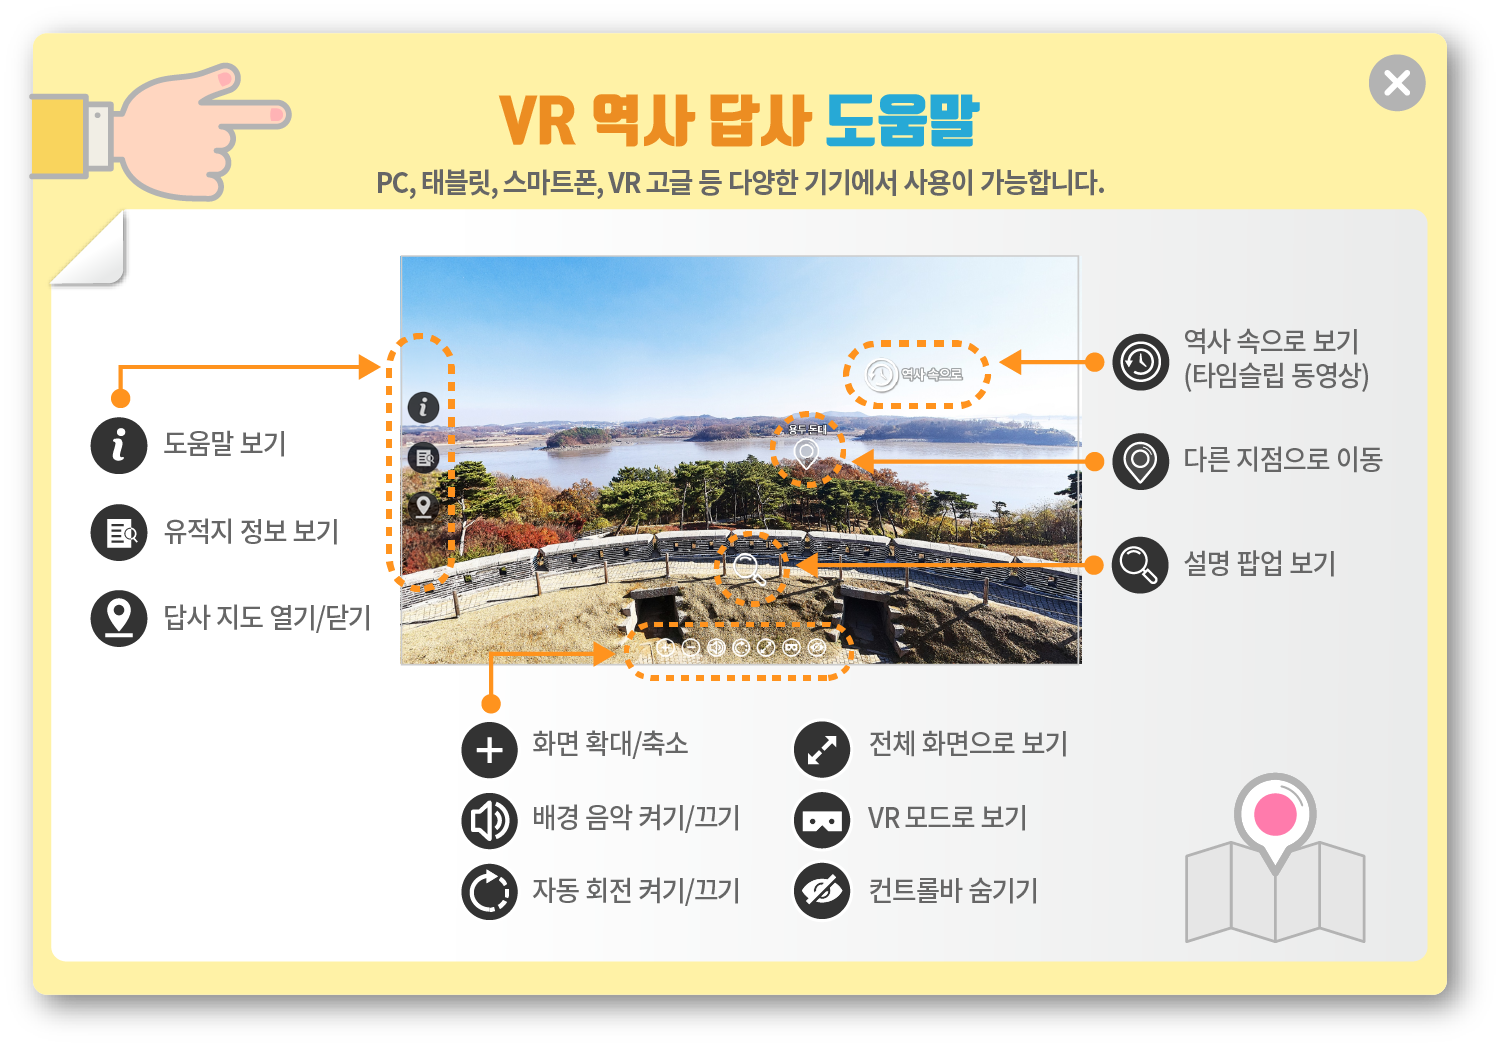 VR 역사 답사 도움말
PC, 태블릿, 스마트폰, VR 고글 등 다양한 기기에서 사용이 가능합니다.
역사 속으로
용두 돈대
도움말 보기
유적지 정보 보기
답사 지도 열기/닫기
역사 속으로 보기
(타임슬립 동영상)
다른 지점으로 이동
설명 팝업 보기
화면 확대/축소
배경 음악 켜기/끄기
자동 회전 켜기/끄기
전체 화면으로 보기
VR 모드로 보기
컨트롤바 숨기기